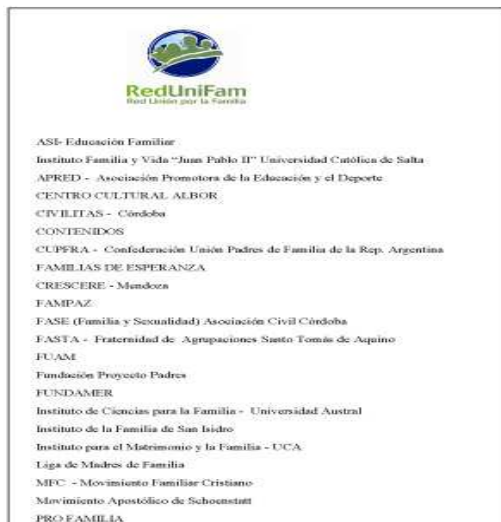 RedUniFam
Red Unión por la Familia
ASI- Educación Familiar
Instituto Familia y Vida “Juan Pablo II” Universidad Católica de Salta
APRED - Asociación Promotora de la Educación y el Deporte
CENTRO CULTURAL ALBOR
CIVILITAS - Córdoba
CONTENIDOS
CUPFRA - Confederación Unión Padres de Familia de la Rep. Argentina
FAMILIAS DE ESPERANZA
CRESCERE - Mendoza
FAMPAZ
FASE (Familia y Sexualidad) Asociación Civil Córdoba
FASTA - Fraternidad de Agrupaciones Santo Tomás de Aquino
FUAM
Fundación Proyecto Padres
FUNDAMER
Instituto de Ciencias para la Familia - Universidad Austral
Instituto de la Familia de San Isidro
Instituto para el Matrimonio y la Familia - UCA
Liga de Madres de Familia
MFC - Movimiento Familiar Cristiano
Movimiento Apostólico de Schoenstatt
PRO FAMILIA